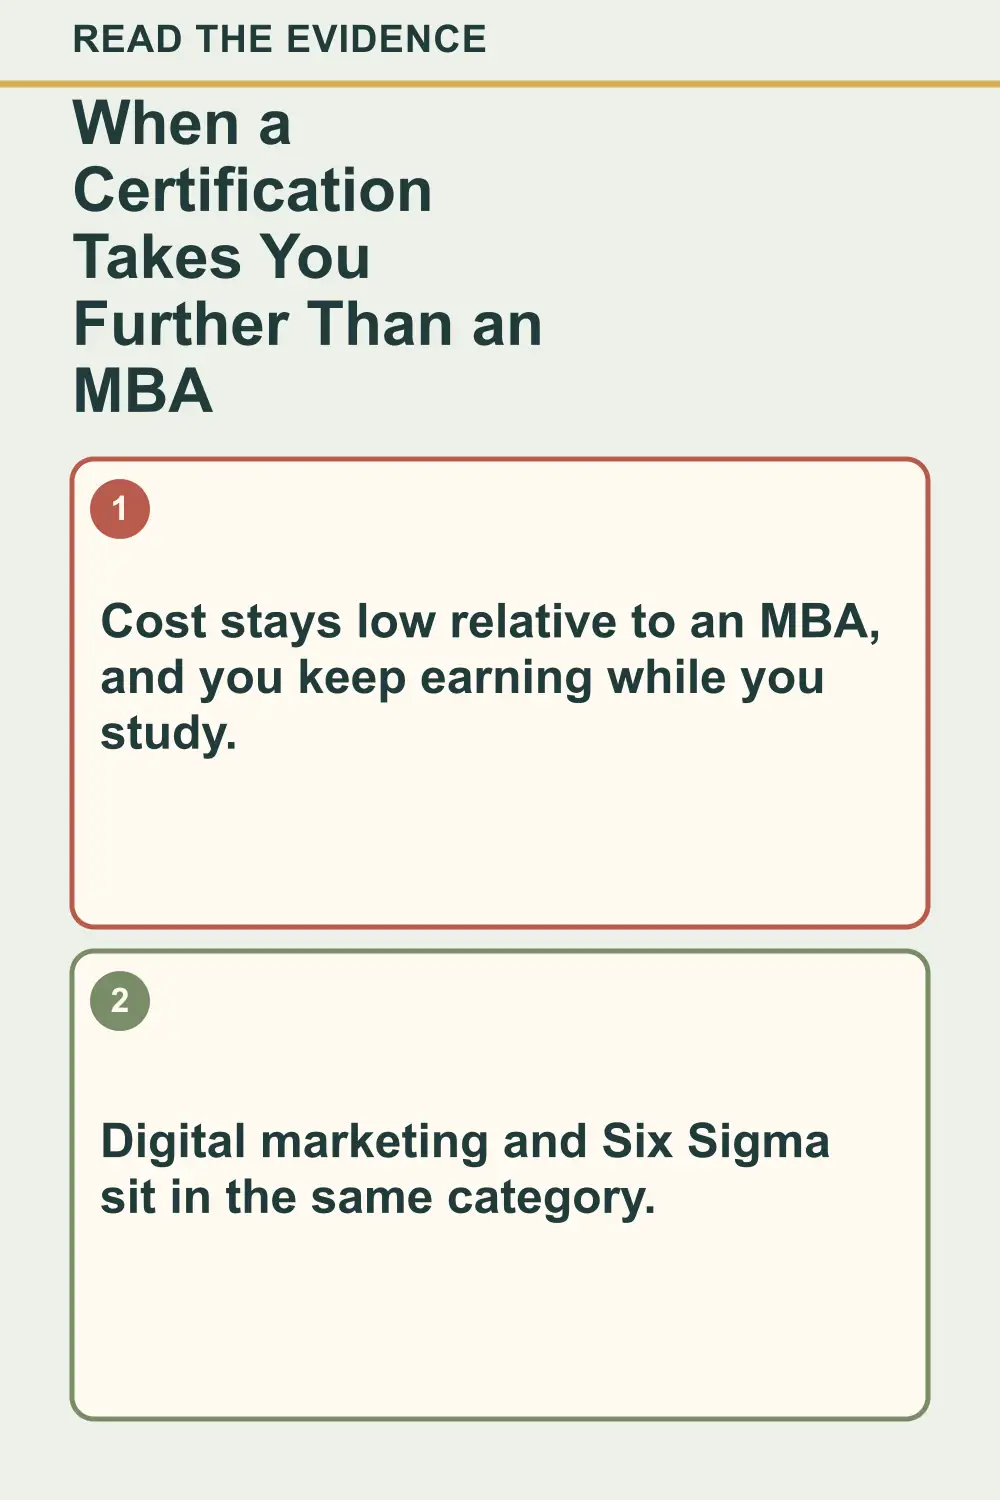 READ THE EVIDENCE
When a
Certification
Takes You
Further Than an
MBA
1
Cost stays low relative to an MBA,
and you keep earning while you
study.
2
Digital marketing and Six Sigma
sit in the same category.